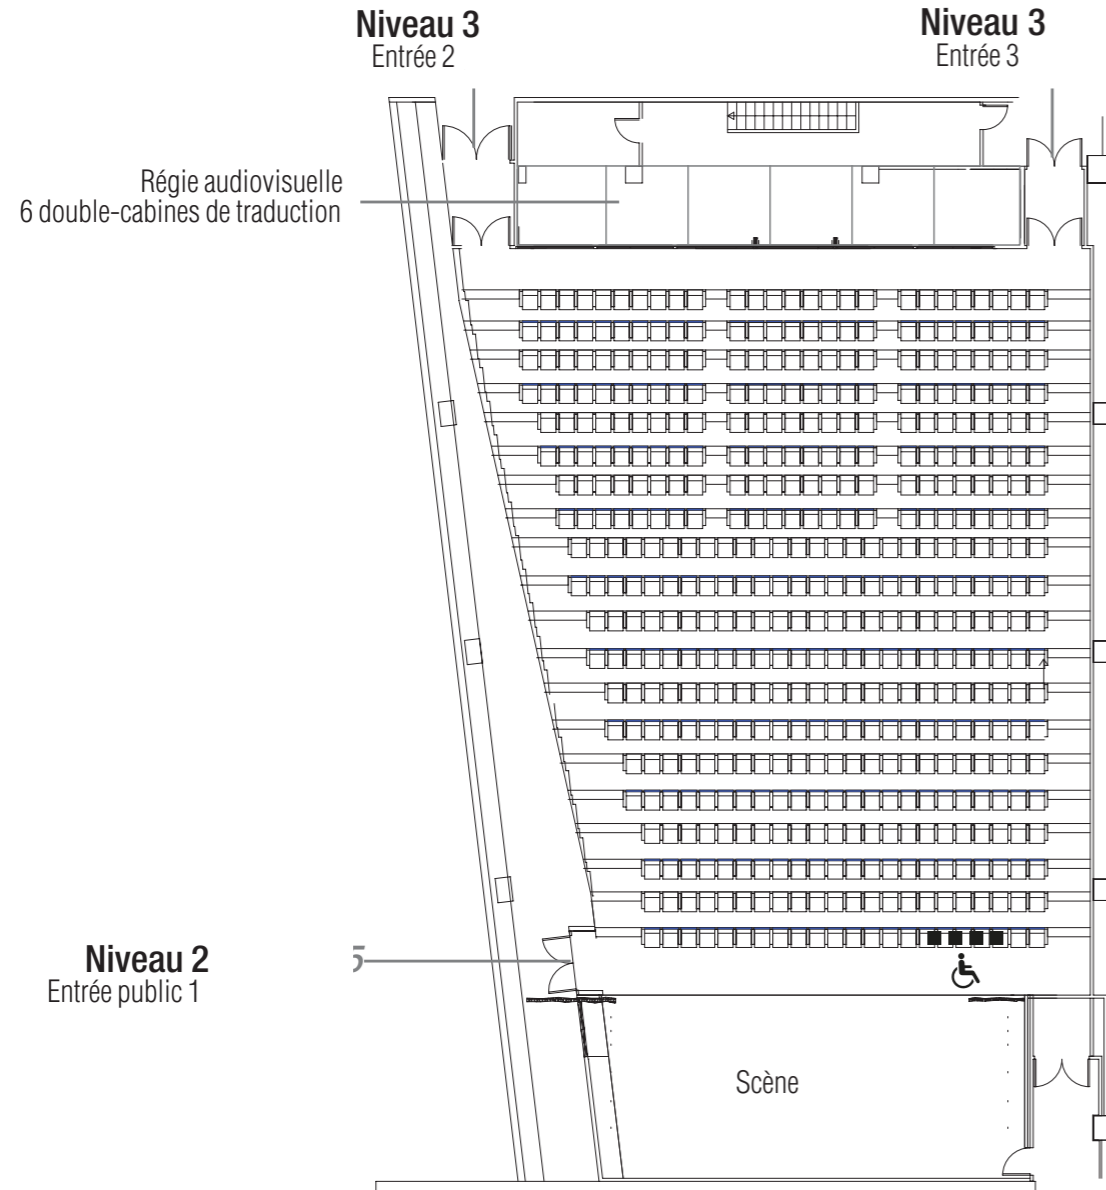 Niveau 3
Entrée 2
Niveau 3
Entrée 3
Régie audiovisuelle
6 double-cabines de traduction
Niveau 2
Entrée public 1
5
Scène